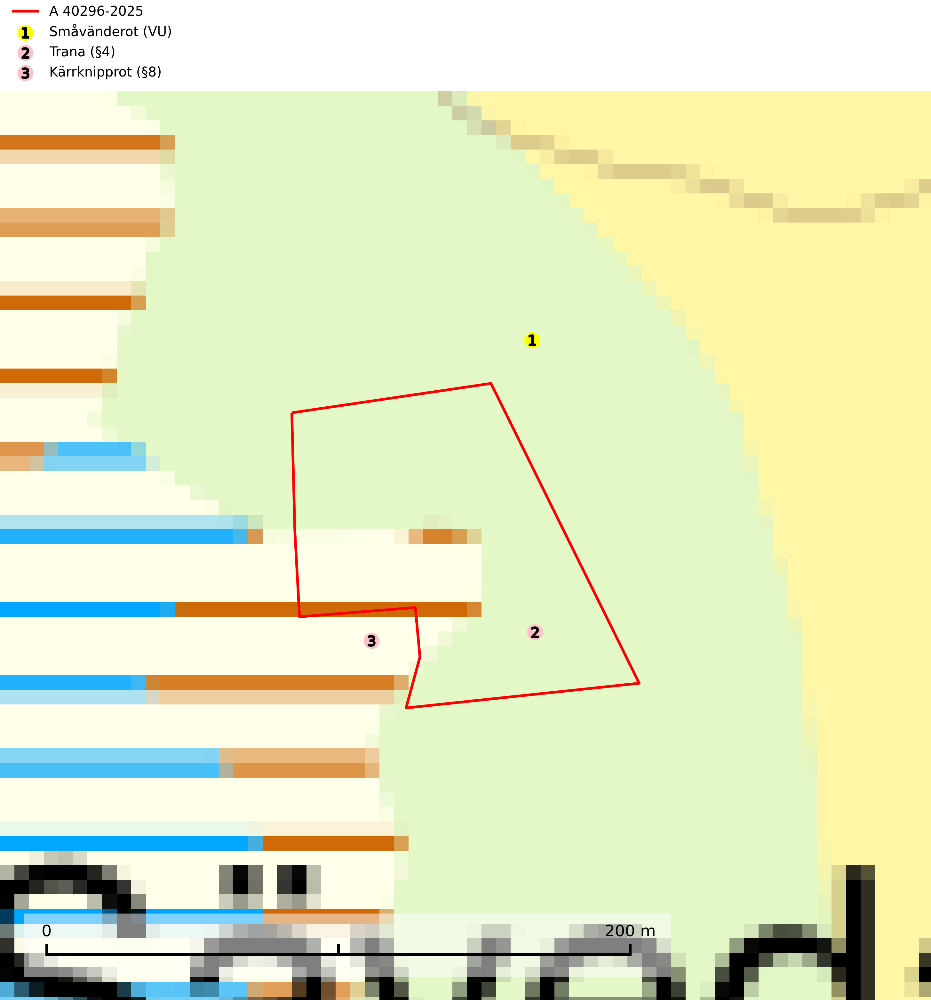 A 40296-2025
1 Småvänderot (VU)
2 Trana (§4)
3 Kärrknipprot (§8)
1
2
3
0 200 m